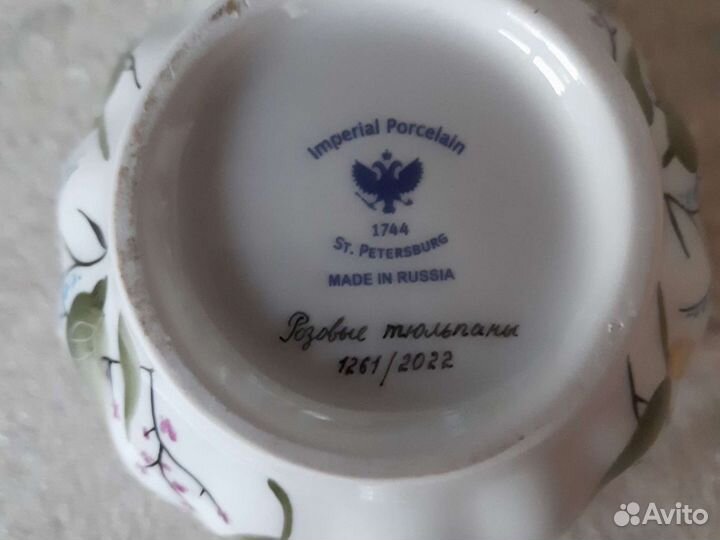 Imperial Porcelain
1744
ST. PETERSBURG
MADE IN RUSSIA
Розовые тюльпаны
1261/2022
Avito